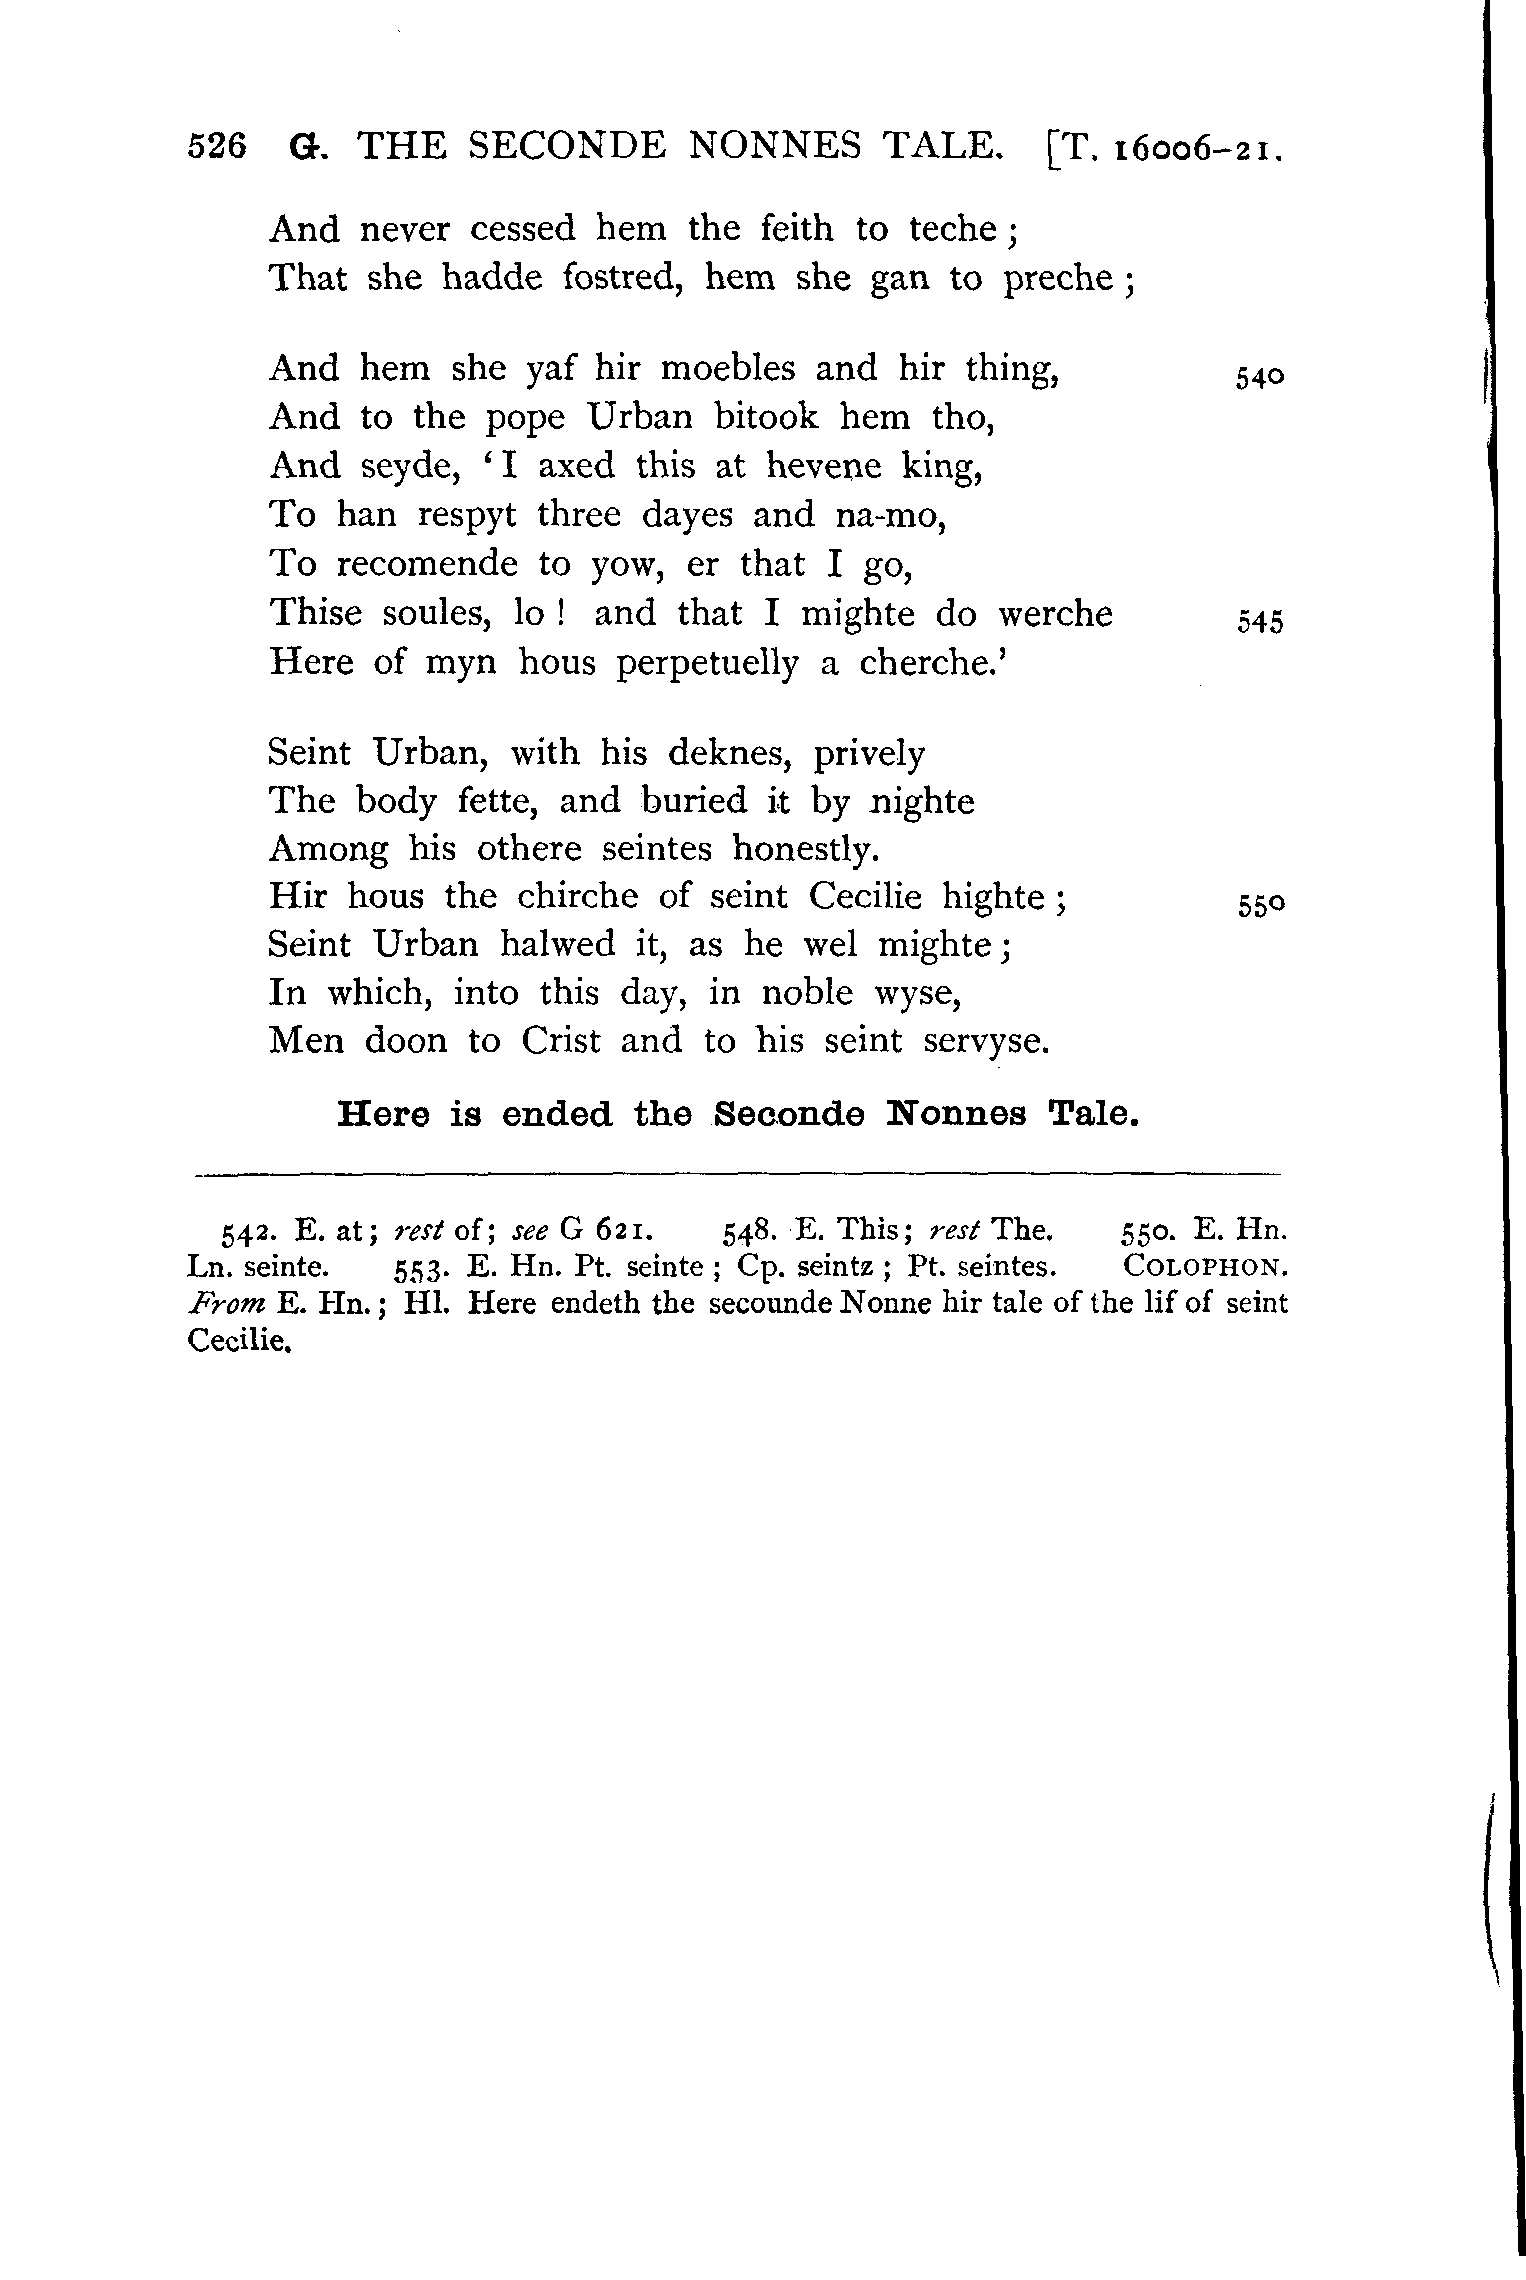 526 G. THE SECONDE NONNES TALE. [T. 16006–21.
And never cessed hem the feith to teche ;
That she hadde fostred, hem she gan to preche ;
And hem she yaf hir moebles and hir thing, 540
And to the pope Urban bitook hem tho,
And seyde, ‘I axed this at hevene king,
To han respyt three dayes and na-mo,
To recomende to yow, er that I go,
Thise soules, lo ! and that I mighte do werche 545
Here of myn hous perpetuelly a cherche.’
Seint Urban, with his deknes, prively
The body fette, and buried it by nighte
Among his othere seintes honestly.
Hir hous the chirche of seint Cecilie highte ; 550
Seint Urban halwed it, as he wel mighte ;
In which, into this day, in noble wyse,
Men doon to Crist and to his seint servyse.
Here is ended the Seconde Nonnes Tale.
542. E. at; rest of; see G 621. 548. E. This; rest The. 550. E. Hn.
Ln. seinte. 553. E. Hn. Pt. seinte ; Cp. seintz ; Pt. seintes. COLOPHON.
From E. Hn. ; Hl. Here endeth the secounde Nonne hir tale of the lif of seint
Cecilie.